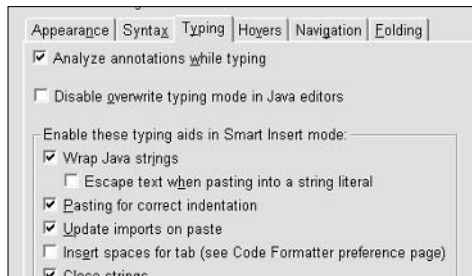 Appearance Syntax Typing Hovers Navigation Folding
Analyze annotations while typing
Disable overwrite typing mode in Java editors
Enable these typing aids in Smart Insert mode:
Wrap Java strings
Escape text when pasting into a string literal
Pasting for correct indentation
Update imports on paste
Insert spaces for tab (see Code Formatter preference page)
Close strings